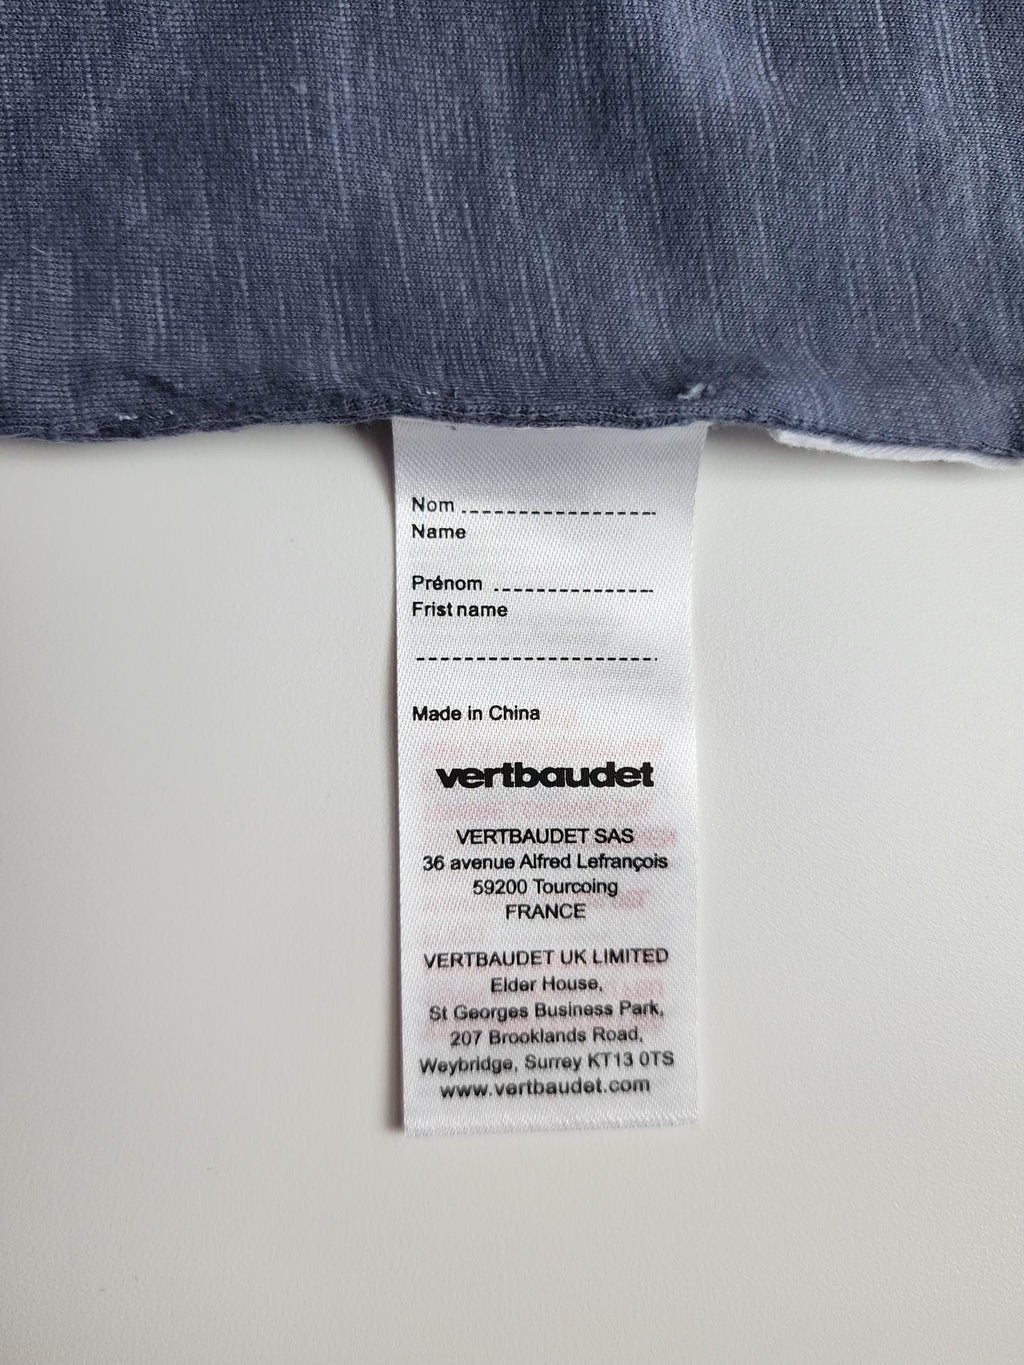 Nom
Name
Prénom
Frist name
Made in China
vertbaudet
VERTBAUDET SAS
36 avenue Alfred Lefrançois
59200 Tourcoing
FRANCE
VERTBAUDET UK LIMITED
Elder House,
St Georges Business Park,
207 Brooklands Road,
Weybridge, Surrey KT13 0TS
www.vertbaudet.com